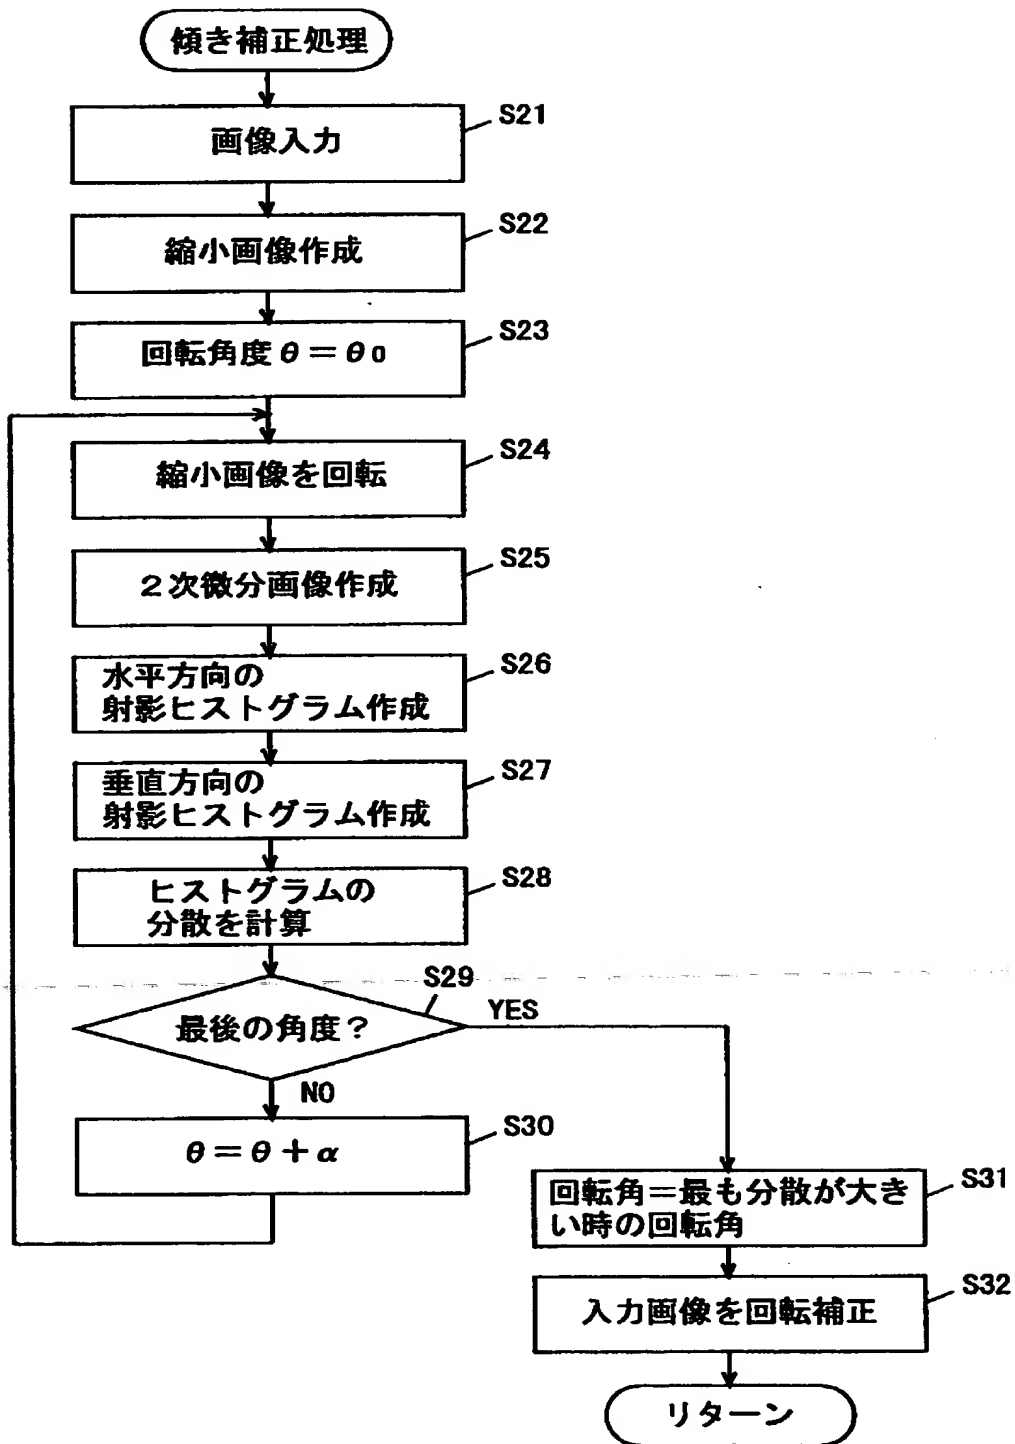 傾き補正処理
S21
画像入力
S22
縮小画像作成
S23
回転角度θ=θ0
S24
縮小画像を回転
S25
2次微分画像作成
S26
水平方向の
射影ヒストグラム作成
S27
垂直方向の
射影ヒストグラム作成
S28
ヒストグラムの
分散を計算
S29
最後の角度?
YES
NO
S30
θ=θ+α
S31
回転角=最も分散が大き
い時の回転角
S32
入力画像を回転補正
リターン